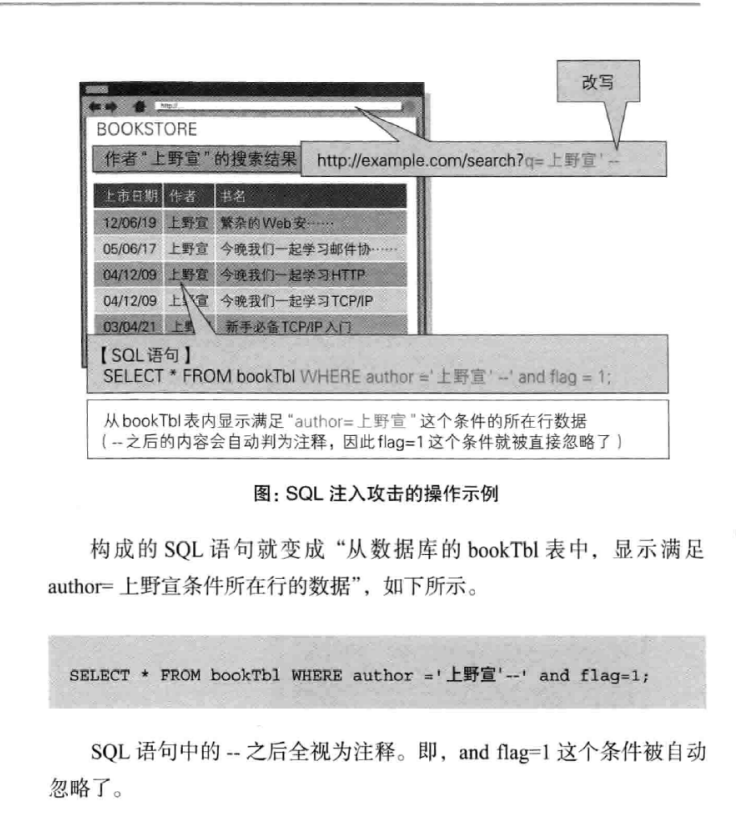 改写
http://
BOOKSTORE
作者“上野宣”的搜索结果
http://example.com/search?q=上野宣' --
上市日期 作者 书名
12/06/19 上野宣 繁杂的Web安……
05/06/17 上野宣 今晚我们一起学习邮件协……
04/12/09 上野宣 今晚我们一起学习HTTP
04/12/09 上野宣 今晚我们一起学习TCP/IP
03/04/21 上野 新手必备TCP/IP入门
【SQL语句】
SELECT * FROM bookTbl WHERE author ='上野宣' --' and flag = 1;
从bookTbl表内显示满足“author=上野宣”这个条件的所在行数据
（--之后的内容会自动判为注释，因此flag=1这个条件就被直接忽略了）
图：SQL 注入攻击的操作示例
构成的 SQL 语句就变成“从数据库的 bookTbl 表中，显示满足
author= 上野宣条件所在行的数据”，如下所示。
SELECT * FROM bookTbl WHERE author ='上野宣'--' and flag=1;
SQL 语句中的 -- 之后全视为注释。即，and flag=1 这个条件被自动
忽略了。